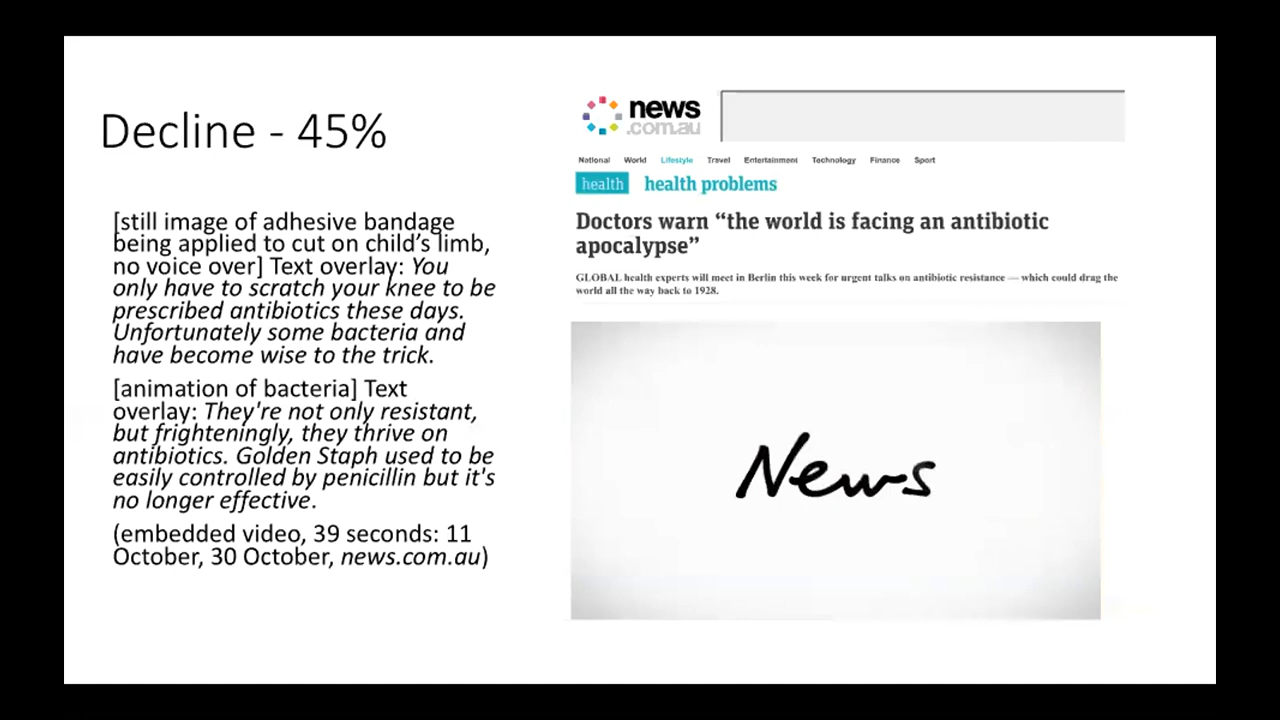 Decline - 45%
[still image of adhesive bandage
being applied to cut on child’s limb,
no voice over] Text overlay: You
only have to scratch your knee to be
prescribed antibiotics these days.
Unfortunately some bacteria and
have become wise to the trick.
[animation of bacteria] Text
overlay: They're not only resistant,
but frighteningly, they thrive on
antibiotics. Golden Staph used to be
easily controlled by penicillin but it's
no longer effective.
(embedded video, 39 seconds: 11
October, 30 October, news.com.au)
news
.com.au
National World Lifestyle Travel Entertainment Technology Finance Sport
health health problems
Doctors warn “the world is facing an antibiotic
apocalypse”
GLOBAL health experts will meet in Berlin this week for urgent talks on antibiotic resistance — which could drag the
world all the way back to 1928.
News